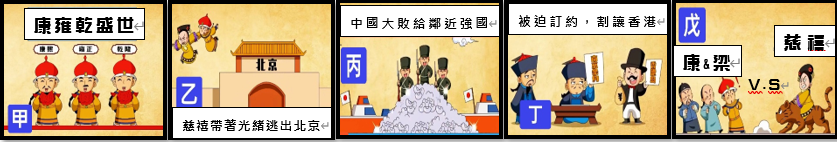 康雍乾盛世↵
康熙 雍正 乾隆
甲
北京
乙
慈禧帶著光緒逃出北京↵
中國大敗給鄰近強國↵
丙
被迫訂約，割讓香港↵
丁
戊
康&梁↵
V.S↵
慈禧↵